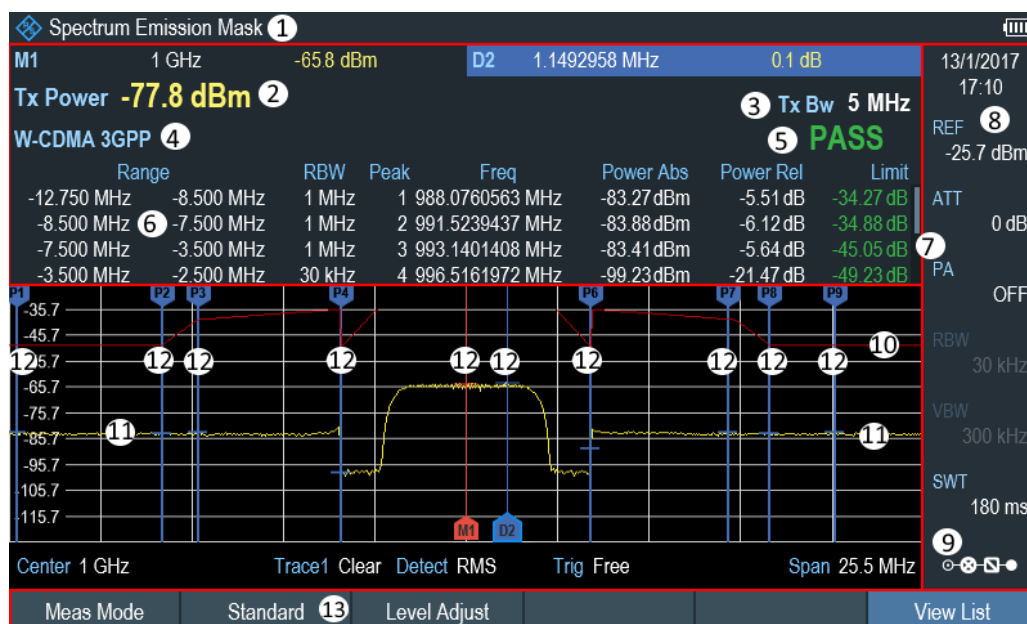 Spectrum Emission Mask 1
M1 1 GHz -65.8 dBm D2 1.1492958 MHz 0.1 dB
Tx Power -77.8 dBm 2
3 Tx Bw 5 MHz
W-CDMA 3GPP 4
5 PASS
Range RBW Peak Freq Power Abs Power Rel Limit
-12.750 MHz -8.500 MHz 1 MHz 1 988.0760563 MHz -83.27 dBm -5.51 dB -34.27 dB
-8.500 MHz 6 -7.500 MHz 1 MHz 2 991.5239437 MHz -83.88 dBm -6.12 dB -34.88 dB
-7.500 MHz -3.500 MHz 1 MHz 3 993.1401408 MHz -83.41 dBm -5.64 dB -45.05 dB 7
-3.500 MHz -2.500 MHz 30 kHz 4 996.5161972 MHz -99.23 dBm -21.47 dB -49.23 dB
P1 P2 P3 P4 P6 P7 P8 P9
-35.7
-45.7
10
12 12 12 12 12 12 12 12 12 12
-65.7
-75.7
11 11
-85.7
-95.7
-105.7
-115.7
M1 D2
Center 1 GHz Trace1 Clear Detect RMS Trig Free Span 25.5 MHz
13/1/2017
17:10
REF 8
-25.7 dBm
ATT
0 dB
PA
OFF
RBW
30 kHz
VBW
300 kHz
SWT
180 ms
9
Meas Mode Standard 13 Level Adjust View List